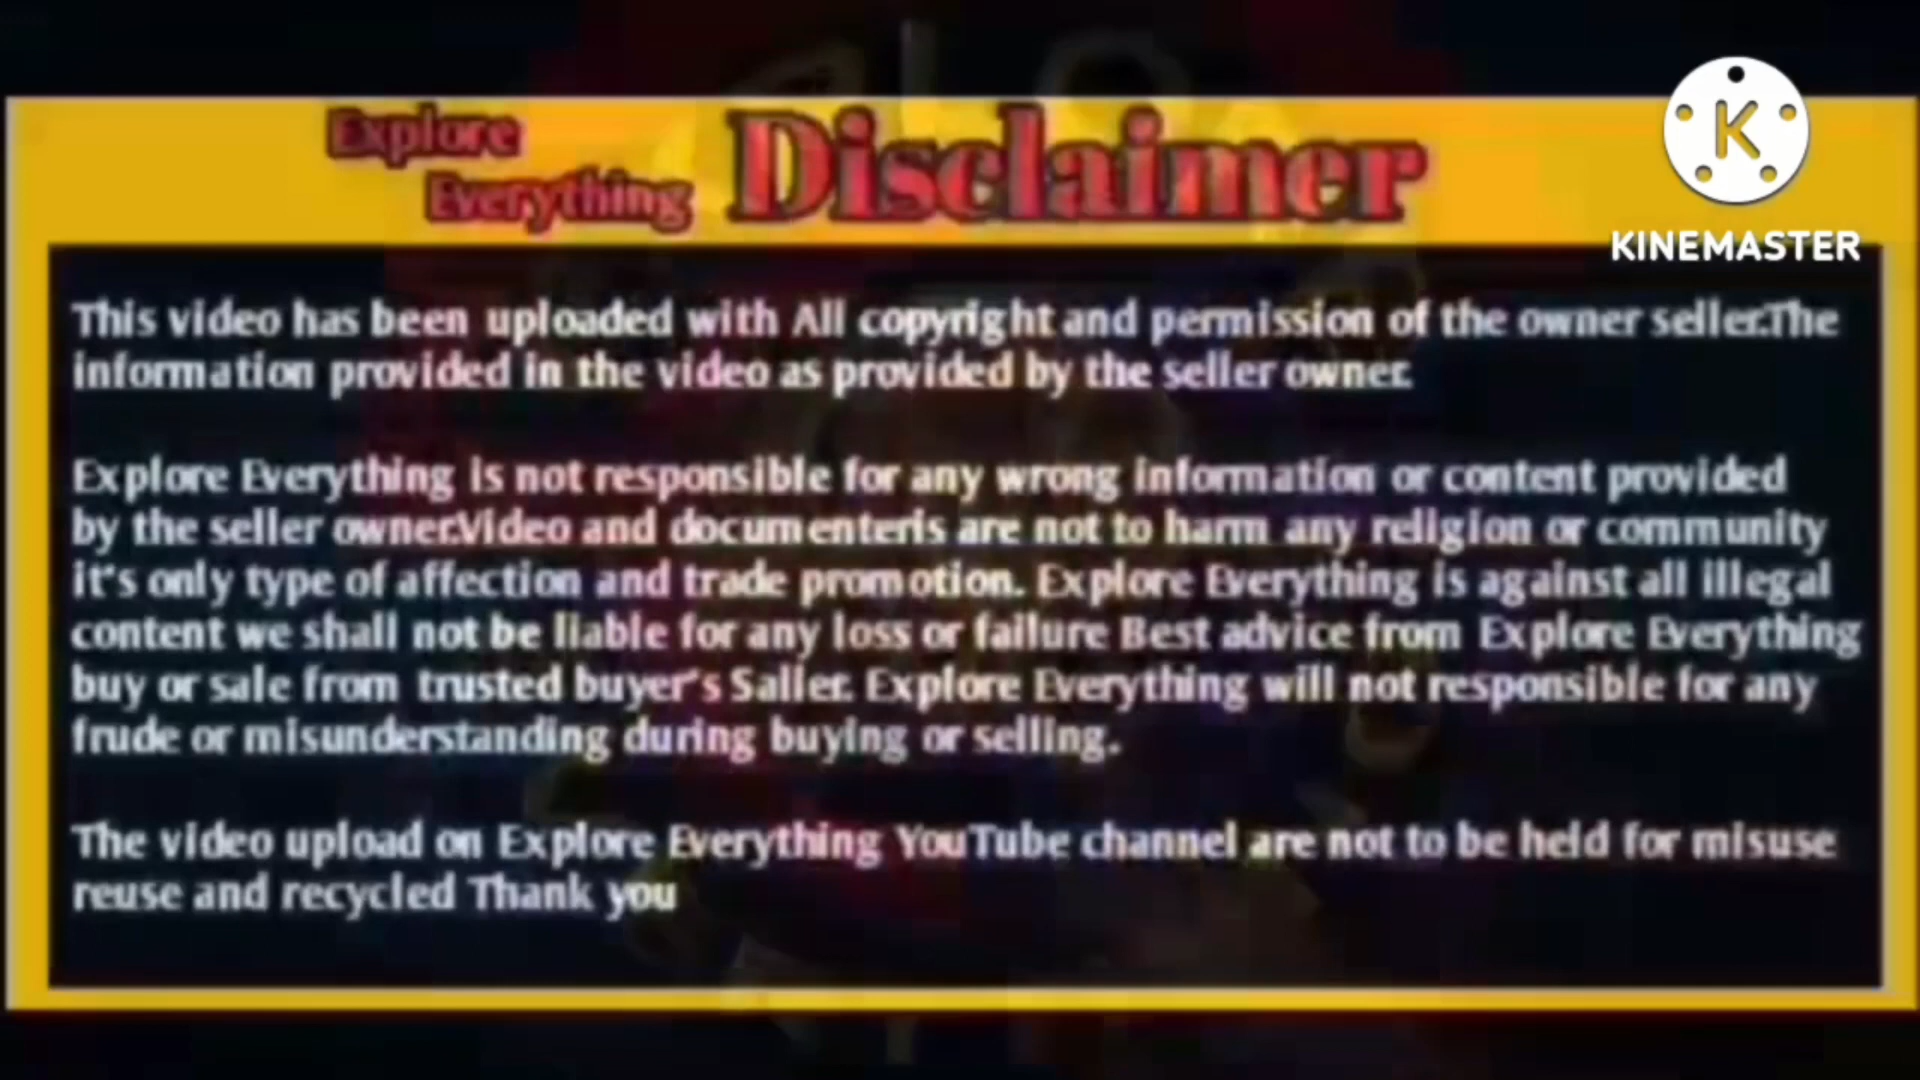 Explore
Everything
Disclaimer
K
KINEMASTER
This video has been uploaded with All copyright and permission of the owner seller.The
information provided in the video as provided by the seller owner.
Explore Everything is not responsible for any wrong information or content provided
by the seller owner.Video and documenteris are not to harm any religion or community
it's only type of affection and trade promotion. Explore Everything is against all illegal
content we shall not be liable for any loss or failure Best advice from Explore Everything
buy or sale from trusted buyer's Saller. Explore Everything will not responsible for any
frude or misunderstanding during buying or selling.
The video upload on Explore Everything YouTube channel are not to be held for misuse
reuse and recycled Thank you